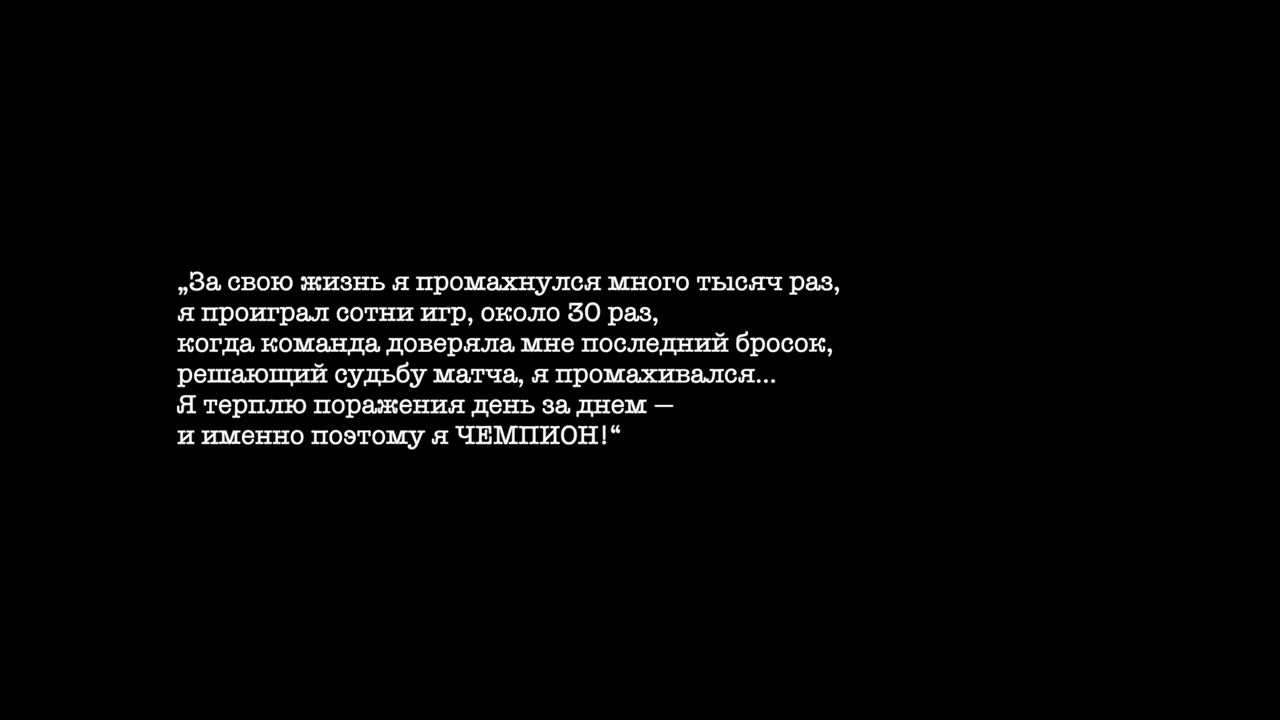 „За свою жизнь я промахнулся много тысяч раз,
я проиграл сотни игр, около 30 раз,
когда команда доверяла мне последний бросок,
решающий судьбу матча, я промахивался...
Я терплю поражения день за днем —
и именно поэтому я ЧЕМПИОН!“